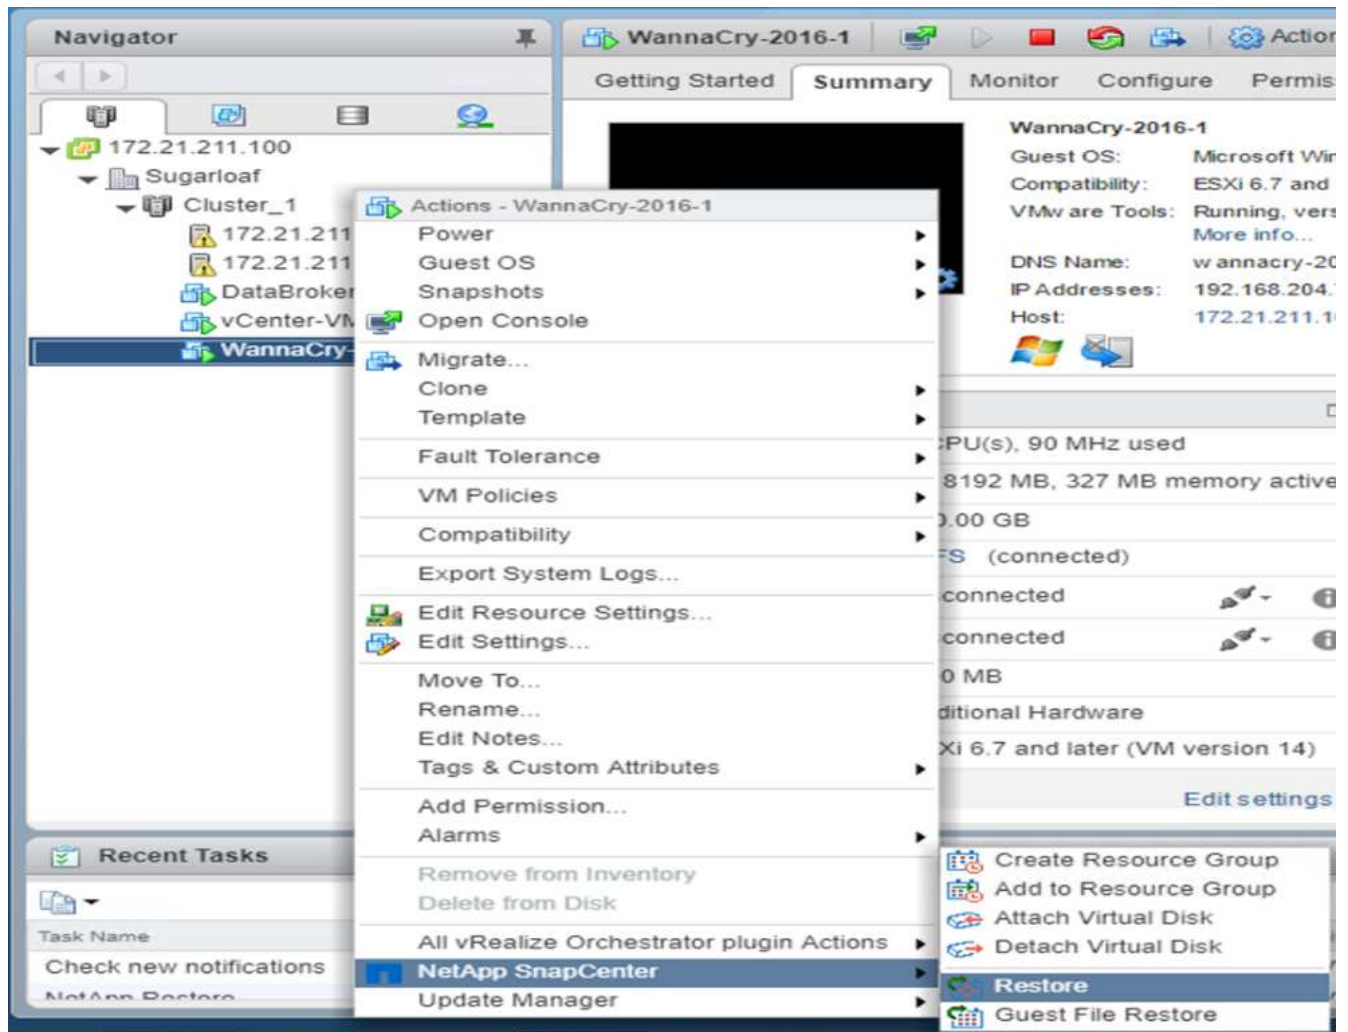 Navigator
WannaCry-2016-1
Getting Started Summary Monitor Configure
172.21.211.100
Sugarloaf
Cluster_1
172.21.211
172.21.211
DataBroker
vCenter-VM
WannaCry-
Actions - WannaCry-2016-1
Power
Guest OS
Snapshots
Open Console
Migrate...
Clone
Template
Fault Tolerance
VM Policies
Compatibility
Export System Logs...
Edit Resource Settings...
Edit Settings...
Move To...
Rename...
Edit Notes...
Tags & Custom Attributes
Add Permission...
Alarms
Remove from Inventory
Delete from Disk
All vRealize Orchestrator plugin Actions
NetApp SnapCenter
Update Manager
WannaCry-2016-1
Guest OS: Microsoft
Compatibility: ESXi 6.7 and
VMware Tools: Running,
More info...
DNS Name: wannacry-20
IP Addresses: 192.168.204.
Host: 172.21.211.1
CPU(s), 90 MHz used
8192 MB, 327 MB memory active
0.00 GB
FS (connected)
connected
connected
0 MB
ditional Hardware
Xi 6.7 and later (VM version 14)
Edit settings
Create Resource Group
Add to Resource Group
Attach Virtual Disk
Detach Virtual Disk
Restore
Guest File Restore
Recent Tasks
Task Name
Check new notifications
NetApp Restore